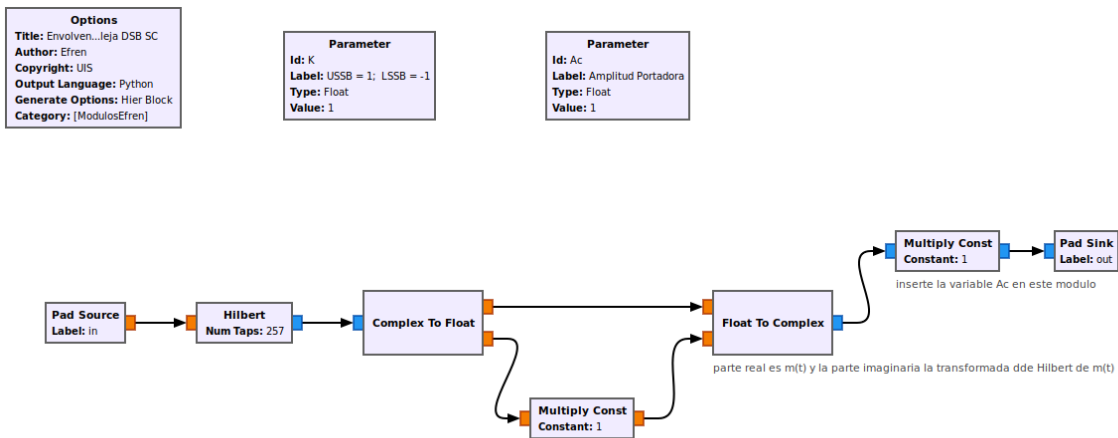 Options
Title: Envolven...leja DSB SC
Author: Efren
Copyright: UIS
Output Language: Python
Generate Options: Hier Block
Category: [ModulosEfren]
Parameter
Id: K
Label: USSB = 1; LSSB = -1
Type: Float
Value: 1
Parameter
Id: Ac
Label: Amplitud Portadora
Type: Float
Value: 1
Multiply Const
Constant: 1
Pad Sink
Label: out
inserte la variable Ac en este modulo
Pad Source
Label: in
Hilbert
Num Taps: 257
Complex To Float
Float To Complex
parte real es m(t) y la parte imaginaria la transformada dde Hilbert de m(t)
Multiply Const
Constant: 1